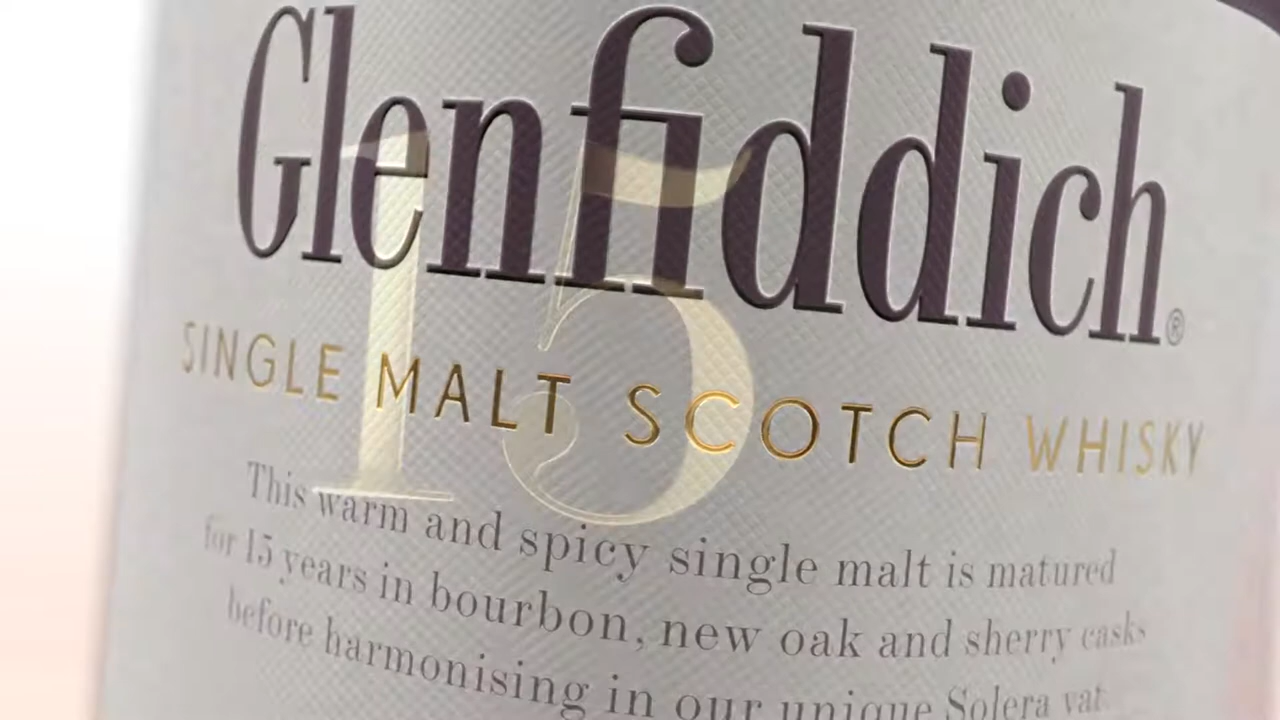 Glenfiddich®
15
SINGLE MALT SCOTCH WHISKY
This warm and spicy single malt is matured
for 15 years in bourbon, new oak and sherry casks
before harmonising in our unique Solera vat